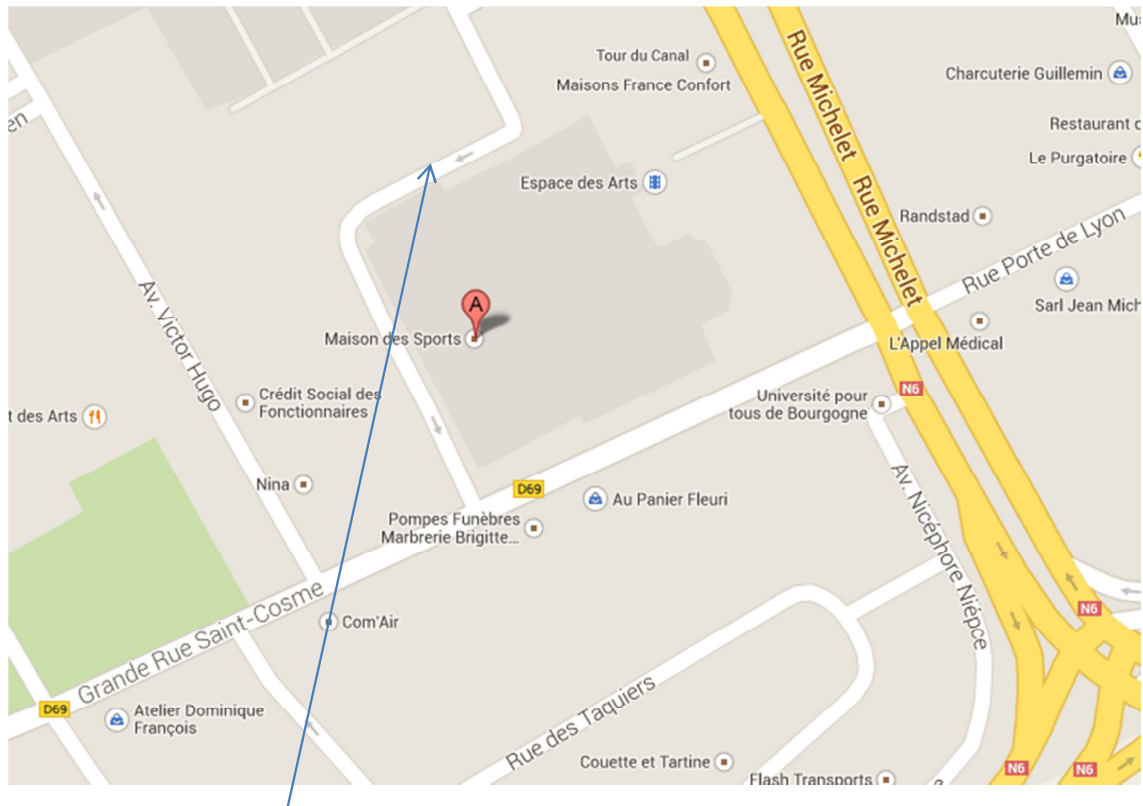 Mus
Tour du Canal
Maisons France Confort
Rue Michelet
Rue Michelet
Charcuterie Guillemin
Restaurant d
Le Purgatoire
en
Espace des Arts
Randstad
Rue Porte de Lyon
Sarl Jean Mich
L'Appel Médical
Av. Victor Hugo
A
Maison des Sports
Crédit Social des
Fonctionnaires
t des Arts
N6
Université pour
tous de Bourgogne
Nina
D69
Au Panier Fleuri
Pompes Funèbres
Marbrerie Brigitte...
Av. Nicéphore Niépce
Grande Rue Saint-Cosme
Com'Air
N6
D69
Atelier Dominique
François
Rue des Taquiers
Couette et Tartine
Flash Transports
e
N6
N6